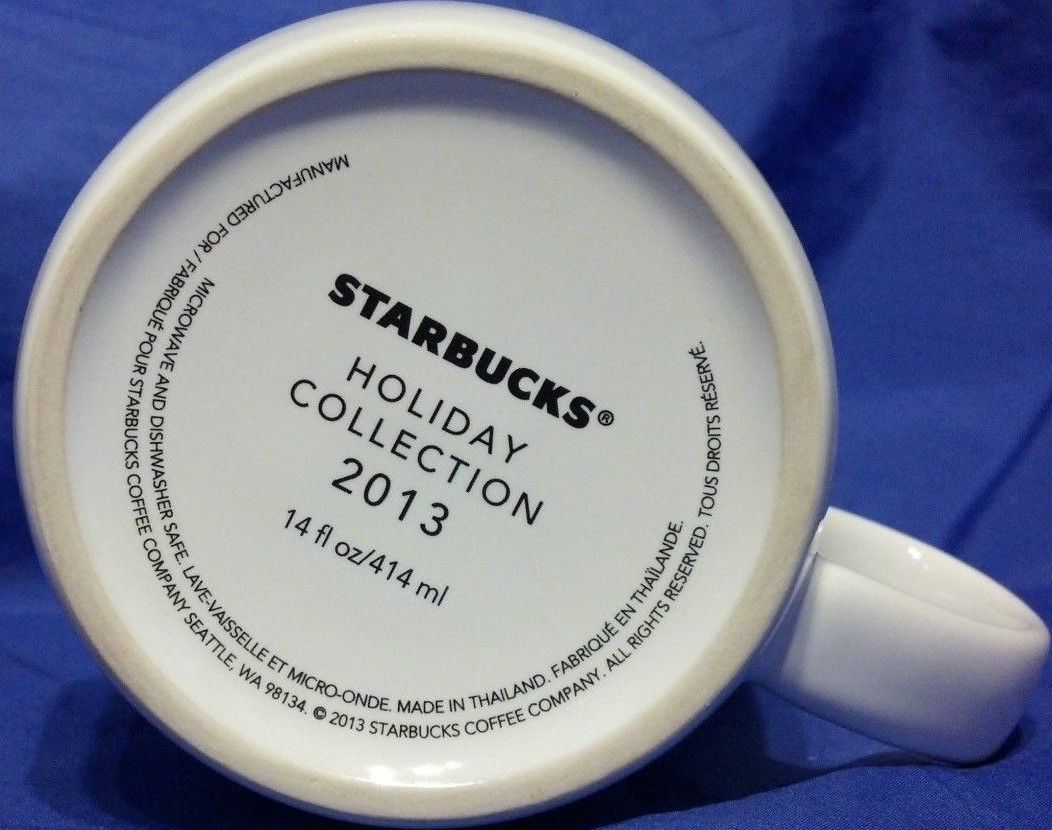 STARBUCKS®
HOLIDAY
COLLECTION
2013
14 fl oz/414 ml
MICROWAVE AND DISHWASHER SAFE. LAVE-VAISSELLE ET MICRO-ONDE. MADE IN THAILAND. FABRIQUÉ EN THAÏLANDE.
MANUFACTURED FOR / FABRIQUÉ POUR STARBUCKS COFFEE COMPANY SEATTLE, WA 98134. © 2013 STARBUCKS COFFEE COMPANY. ALL RIGHTS RESERVED. TOUS DROITS RÉSERVÉ.